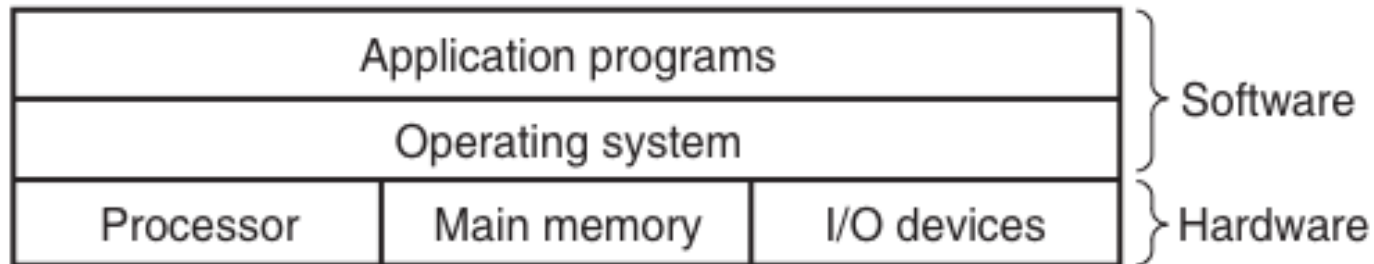 Application programs
Software
Operating system
Processor Main memory I/O devices Hardware